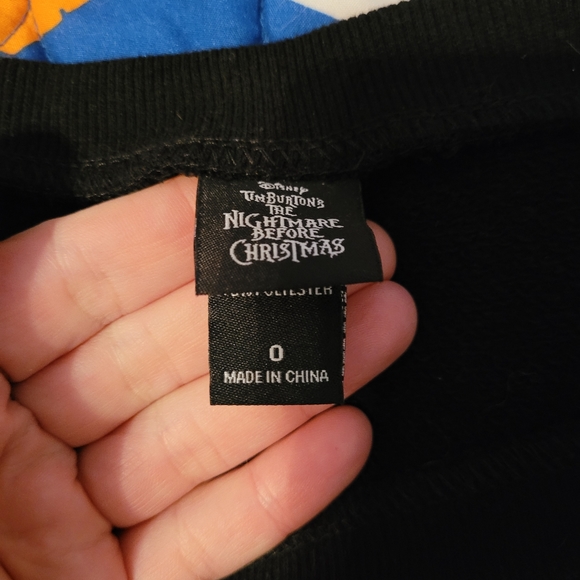 Disney
TIM BURTON'S
THE
NIGHTMARE
BEFORE
CHRISTMAS
POLYESTER
0
MADE IN CHINA